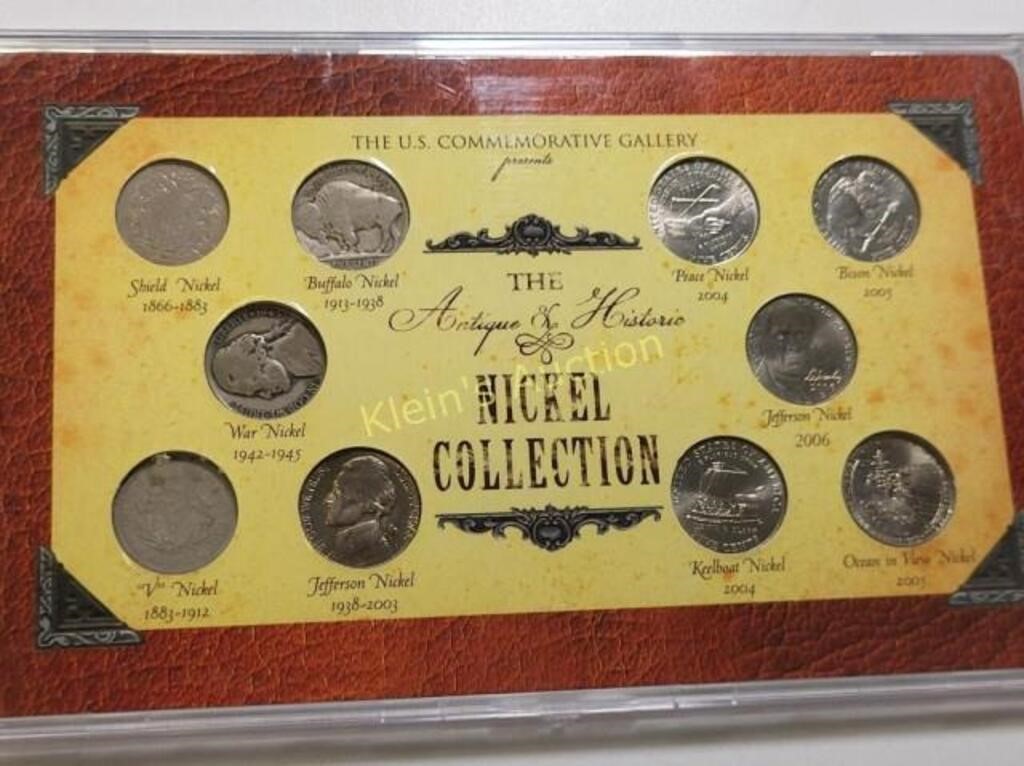 THE U.S. COMMEMORATIVE GALLERY
presents
THE
Antique & Historic
NICKEL
COLLECTION
Klein's Auction
Shield Nickel
1866-1883
Buffalo Nickel
1913-1938
Peace Nickel
2004
Bison Nickel
2005
War Nickel
1942-1945
Jefferson Nickel
2006
"V" Nickel
1883-1912
Jefferson Nickel
1938-2003
Keelboat Nickel
2004
Ocean in View Nickel
2005
Liberty